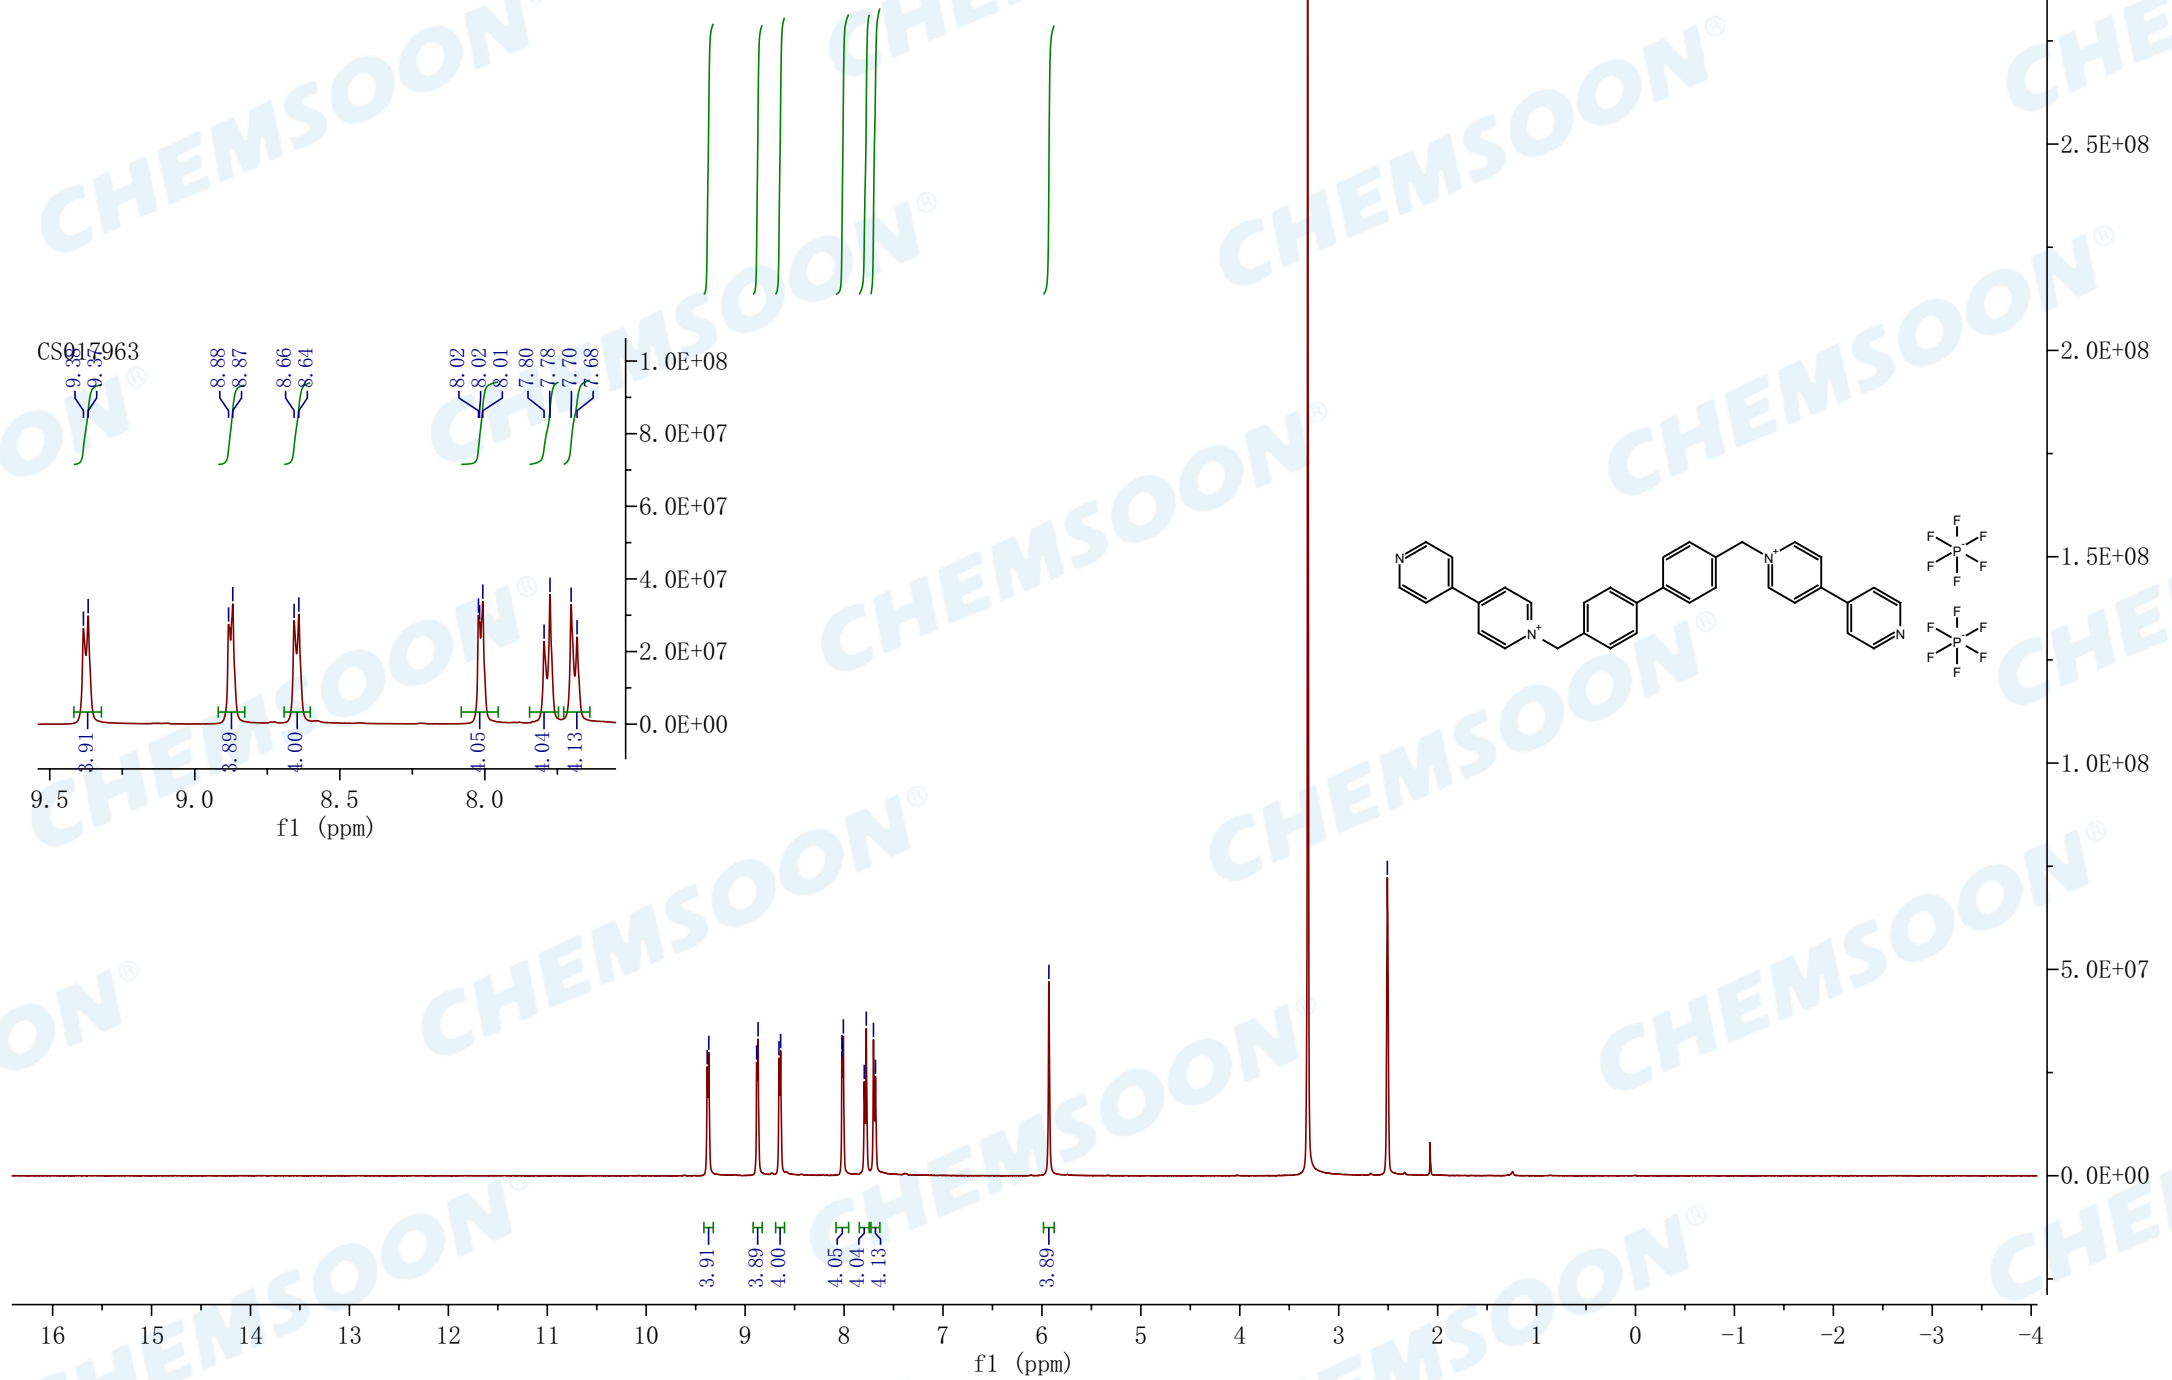 CHEMSOON®
CS017963
9.38
9.37
8.88
8.87
8.66
8.64
8.02
8.02
8.01
7.80
7.78
7.70
7.68
1.0E+08
8.0E+07
6.0E+07
4.0E+07
2.0E+07
0.0E+00
3.91
3.89
4.00
4.05
4.04
4.13
9.5 9.0 8.5 8.0
f1 (ppm)
2.5E+08
2.0E+08
1.5E+08
1.0E+08
5.0E+07
0.0E+00
N
N+
N+
N
F
F F
P-
F F
F
F
F F
P-
F F
F
3.91
3.89
4.00
4.05
4.04
4.13
3.89
16 15 14 13 12 11 10 9 8 7 6 5 4 3 2 1 0 -1 -2 -3 -4
f1 (ppm)